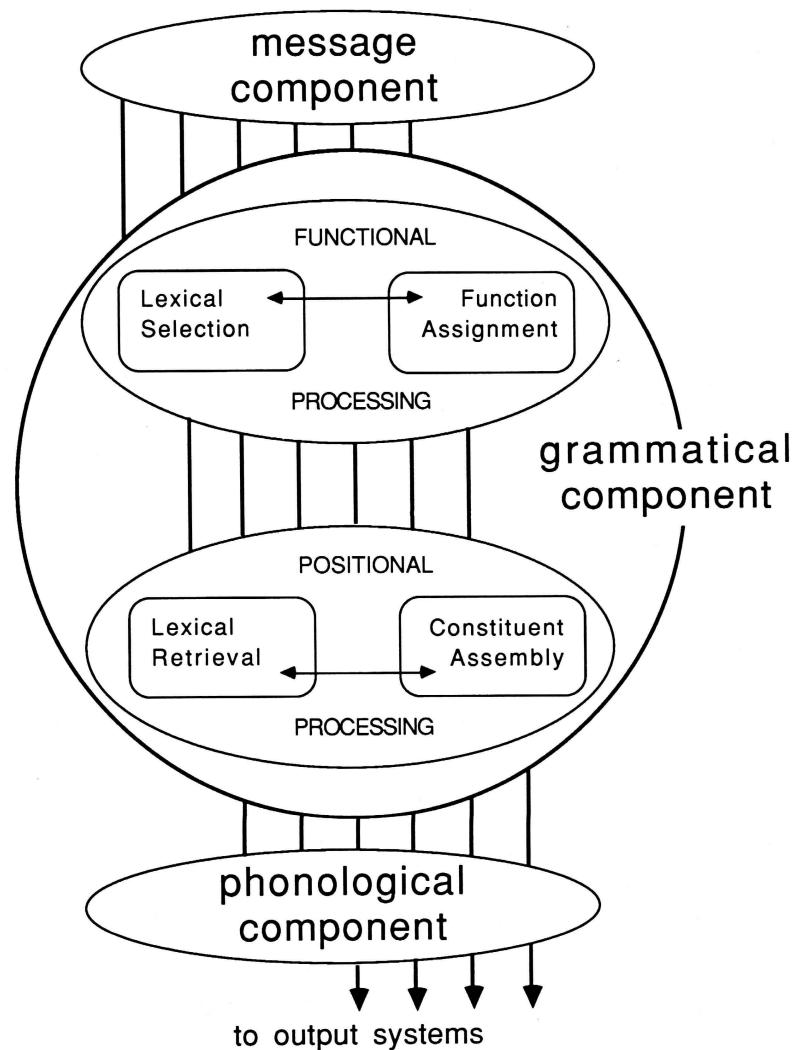 message
component
FUNCTIONAL
Lexical
Selection
Function
Assignment
PROCESSING
grammatical
component
POSITIONAL
Lexical
Retrieval
Constituent
Assembly
PROCESSING
phonological
component
to output systems